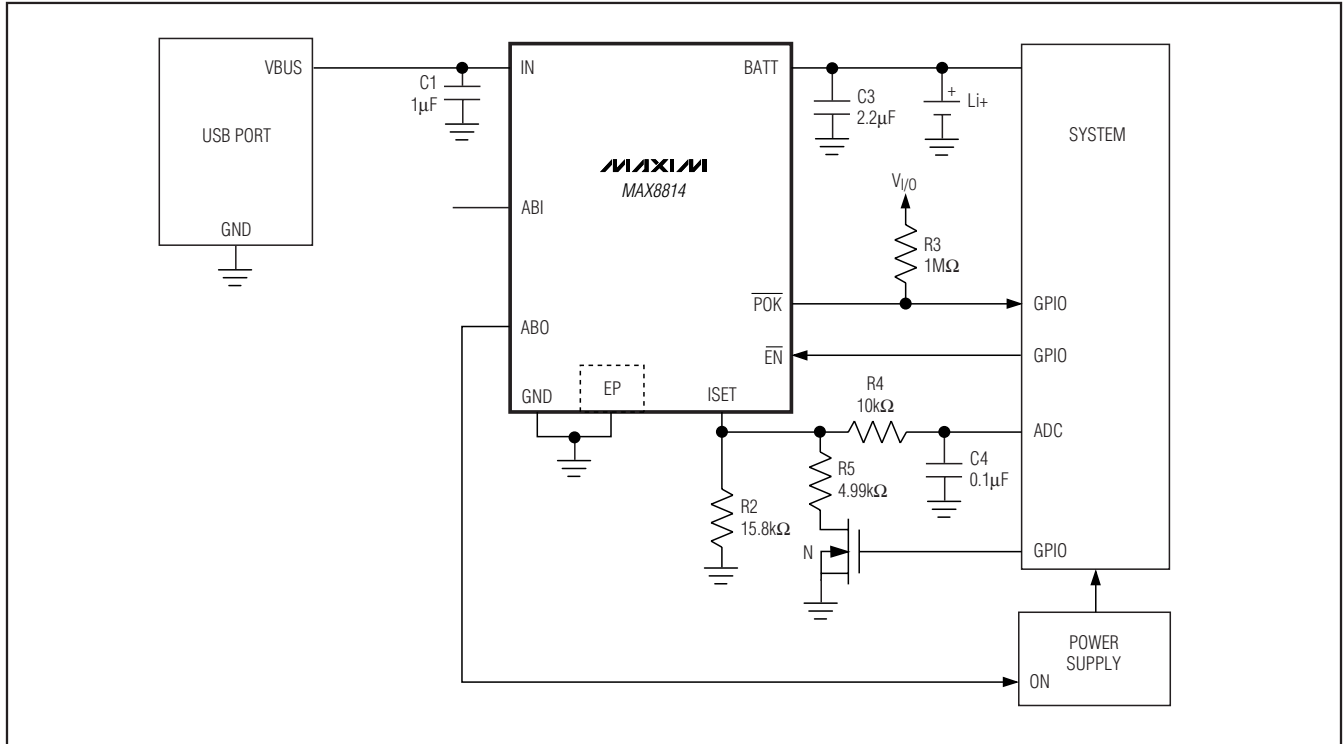 VBUS
USB PORT
GND
C1
1µF
IN
BATT
MAXIM
MAX8814
ABI
ABO
GND
EP
ISET
POK
EN
C3
2.2µF
+
Li+
VI/O
R3
1MΩ
R4
10kΩ
R5
4.99kΩ
R2
15.8kΩ
N
C4
0.1µF
SYSTEM
GPIO
GPIO
ADC
GPIO
POWER
SUPPLY
ON